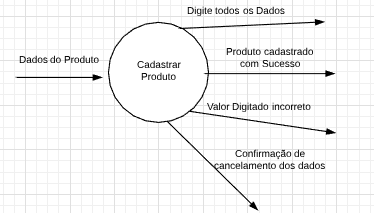 Digite todos os Dados
Dados do Produto
Cadastrar
Produto
Produto cadastrado
com Sucesso
Valor Digitado incorreto
Confirmação de
cancelamento dos dados